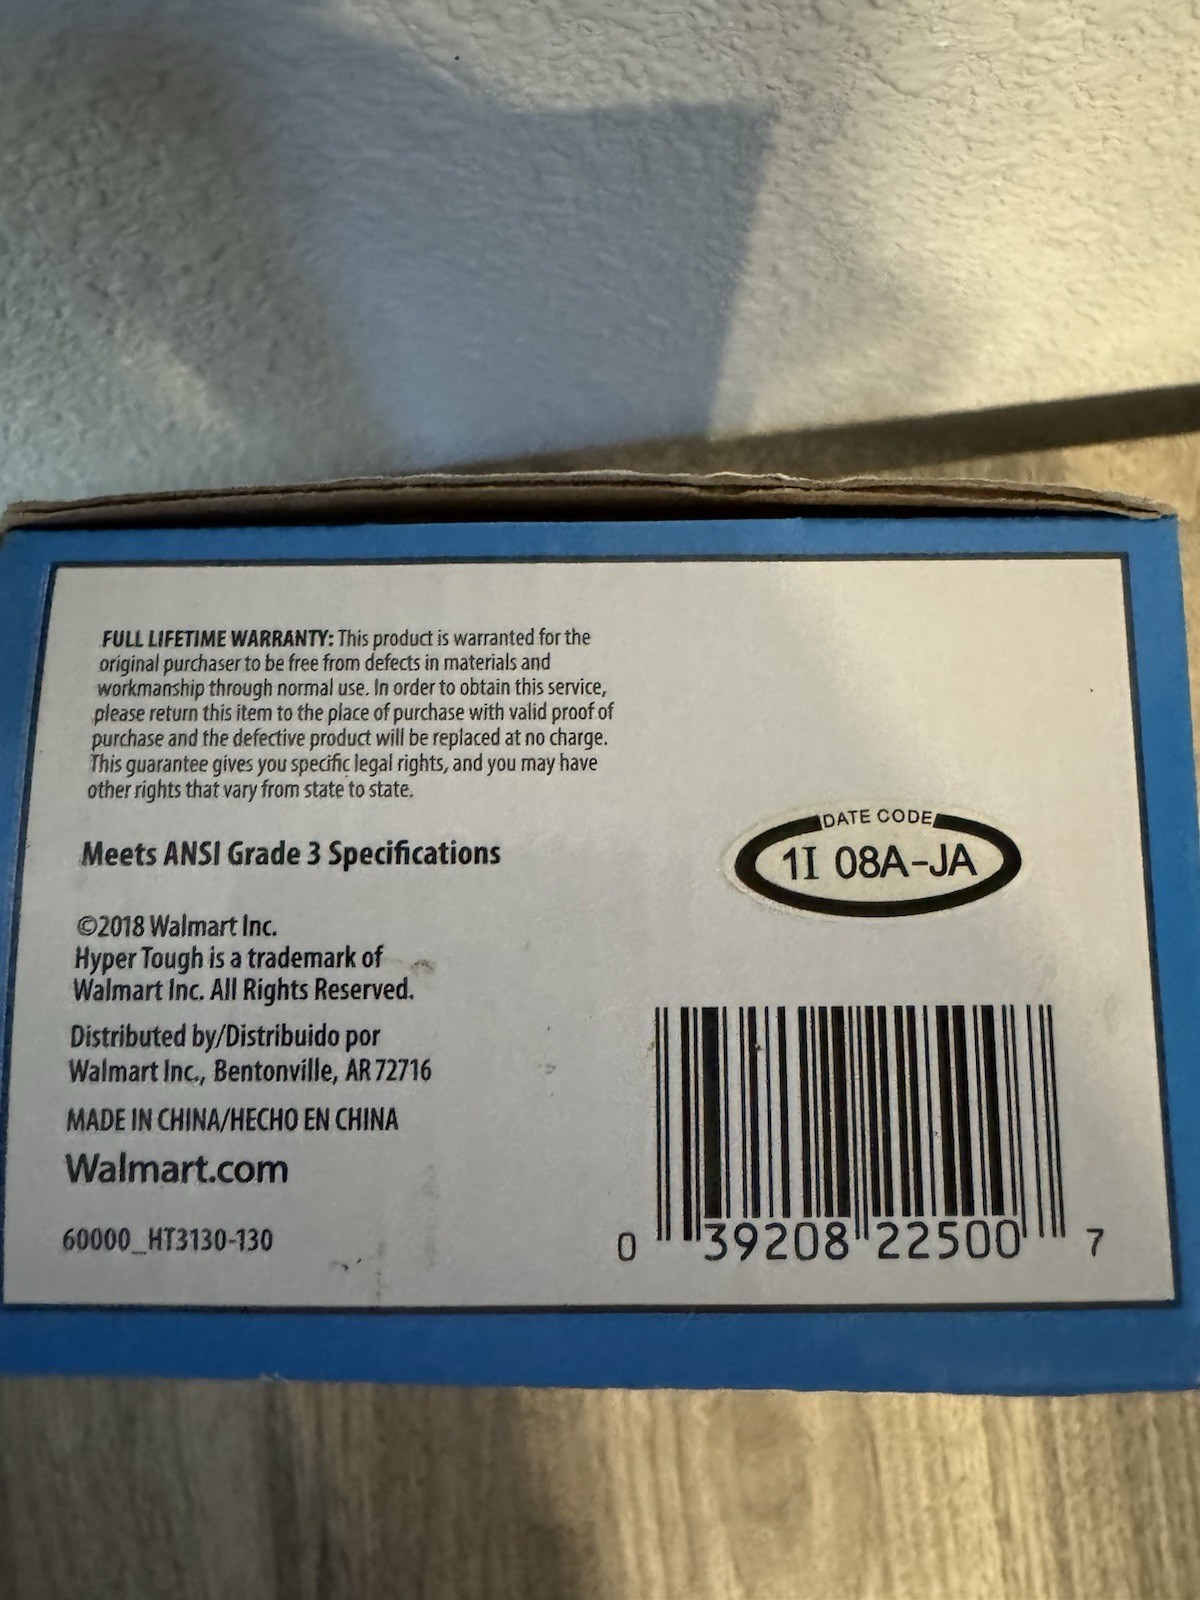 FULL LIFETIME WARRANTY: This product is warranted for the
original purchaser to be free from defects in materials and
workmanship through normal use. In order to obtain this service,
please return this item to the place of purchase with valid proof of
purchase and the defective product will be replaced at no charge.
This guarantee gives you specific legal rights, and you may have
other rights that vary from state to state.
Meets ANSI Grade 3 Specifications
©2018 Walmart Inc.
Hyper Tough is a trademark of
Walmart Inc. All Rights Reserved.
Distributed by/Distribuido por
Walmart Inc., Bentonville, AR 72716
MADE IN CHINA/HECHO EN CHINA
Walmart.com
60000_HT3130-130
DATE CODE
1I 08A-JA
0 39208 22500 7